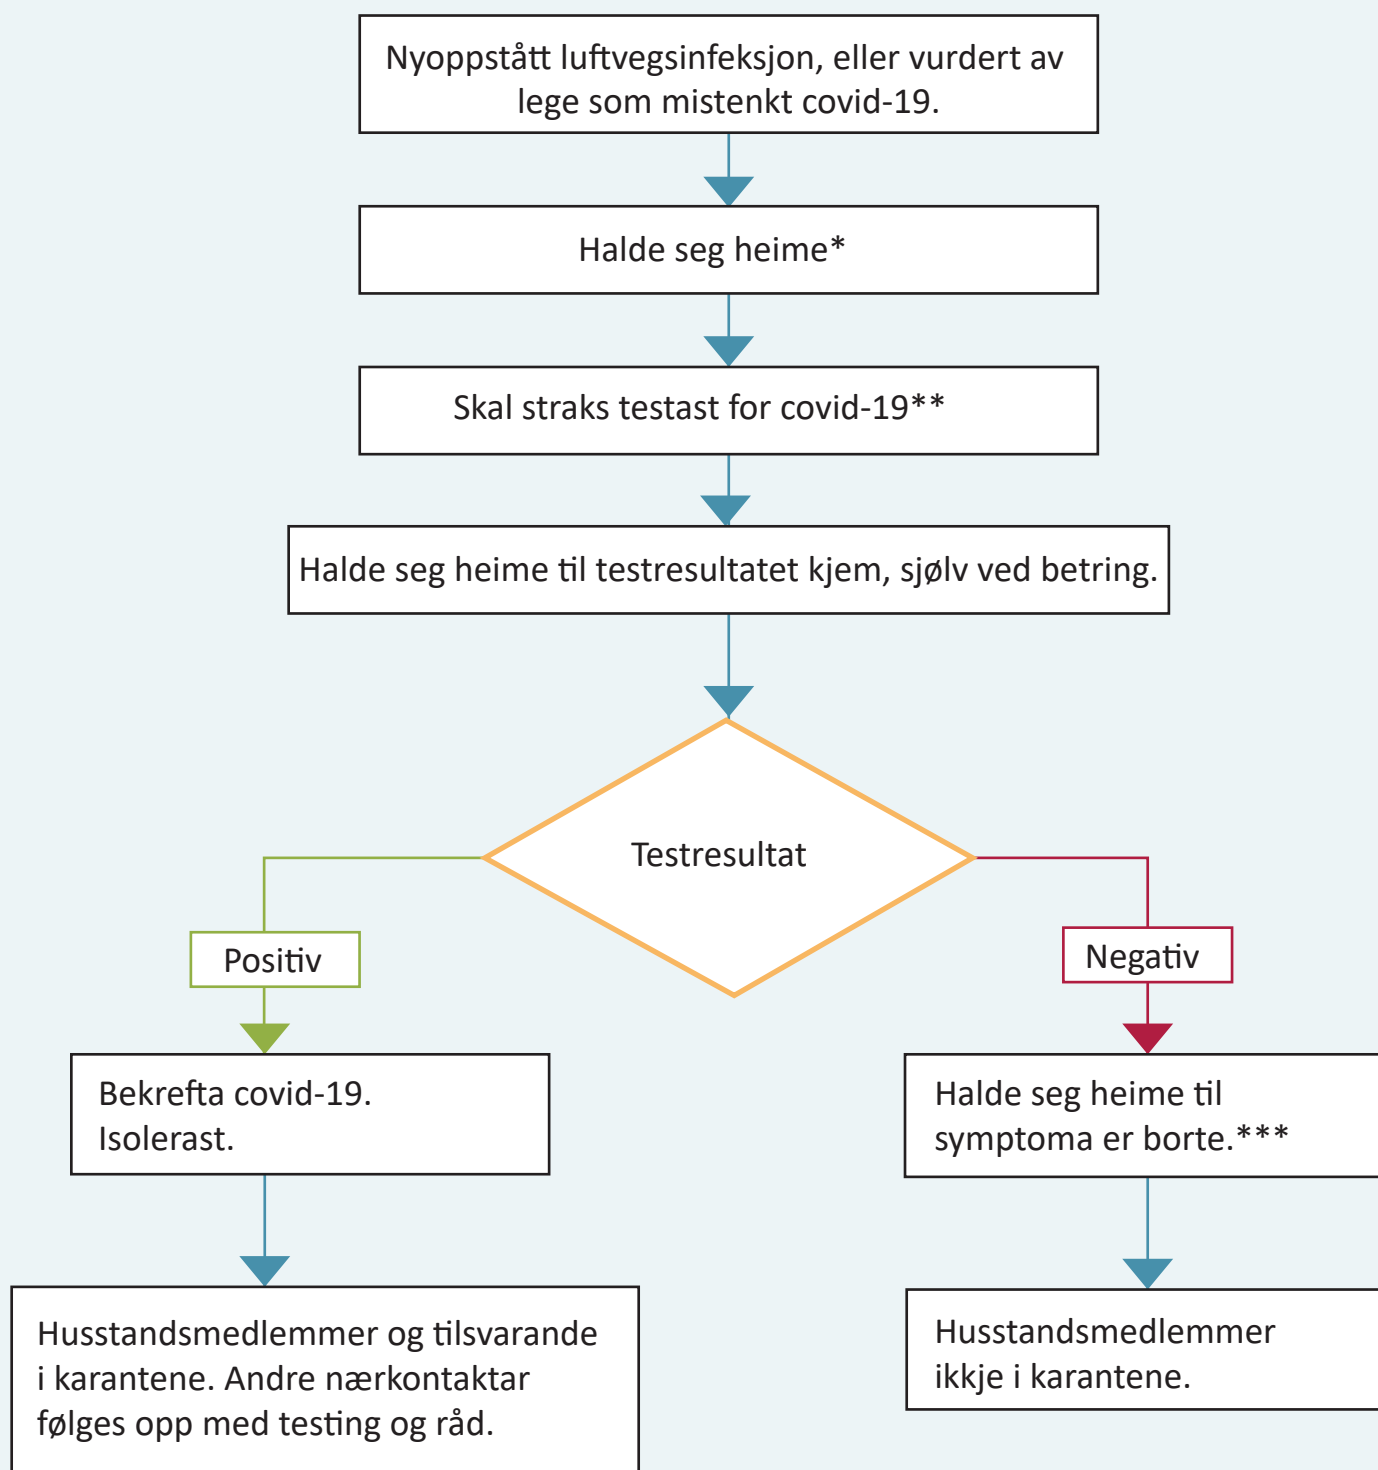 Nyoppstått luftvegsinfeksjon, eller vurdert av
lege som mistenkt covid-19.
Halde seg heime*
Skal straks testast for covid-19**
Halde seg heime til testresultatet kjem, sjølv ved betring.
Testresultat
Positiv
Negativ
Bekrefta covid-19.
Isolerast.
Halde seg heime til
symptoma er borte.***
Husstandsmedlemmer og tilsvarande
i karantene. Andre nærkontaktar
følges opp med testing og råd.
Husstandsmedlemmer
ikkje i karantene.